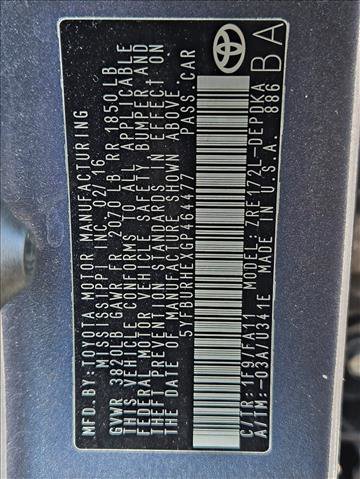 MFD. BY: TOYOTA MOTOR MANUFACTURING
MISSISSIPPI INC 02/16
GVWR 3820LB GAWR FR 2070 LB RR 1850 LB
THIS VEHICLE CONFORMS TO ALL APPLICABLE
FEDERAL MOTOR VEHICLE SAFETY BUMPER AND
THEFT PREVENTION STANDARDS IN EFFECT ON
THE DATE OF MANUFACTURE SHOWN ABOVE.
5YFBURHEXGP464477 PASS.CAR
C/TR:1F9/FA11 MODEL:ZRE172L-DEPDKA
A/TM:-03A/0341E MADE IN U.S.A. 886
BA